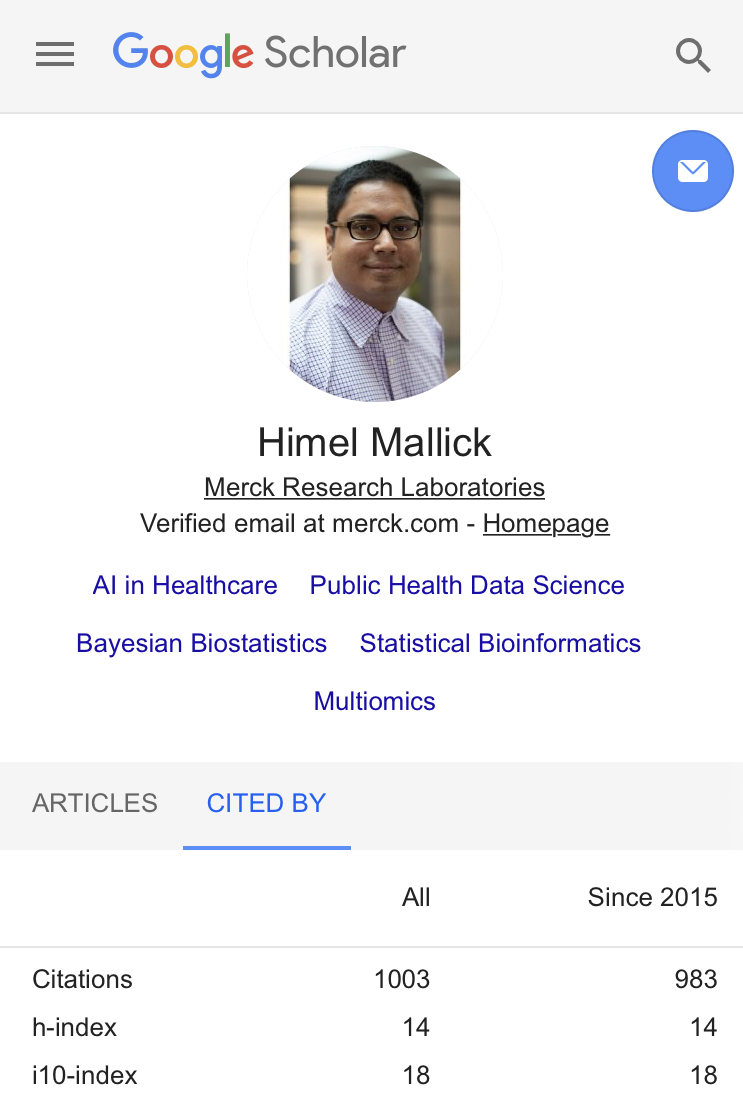 Google Scholar
Himel Mallick
Merck Research Laboratories
Verified email at merck.com - Homepage
AI in Healthcare Public Health Data Science
Bayesian Biostatistics Statistical Bioinformatics
Multiomics
ARTICLES CITED BY
All Since 2015
Citations 1003 983
h-index 14 14
i10-index 18 18